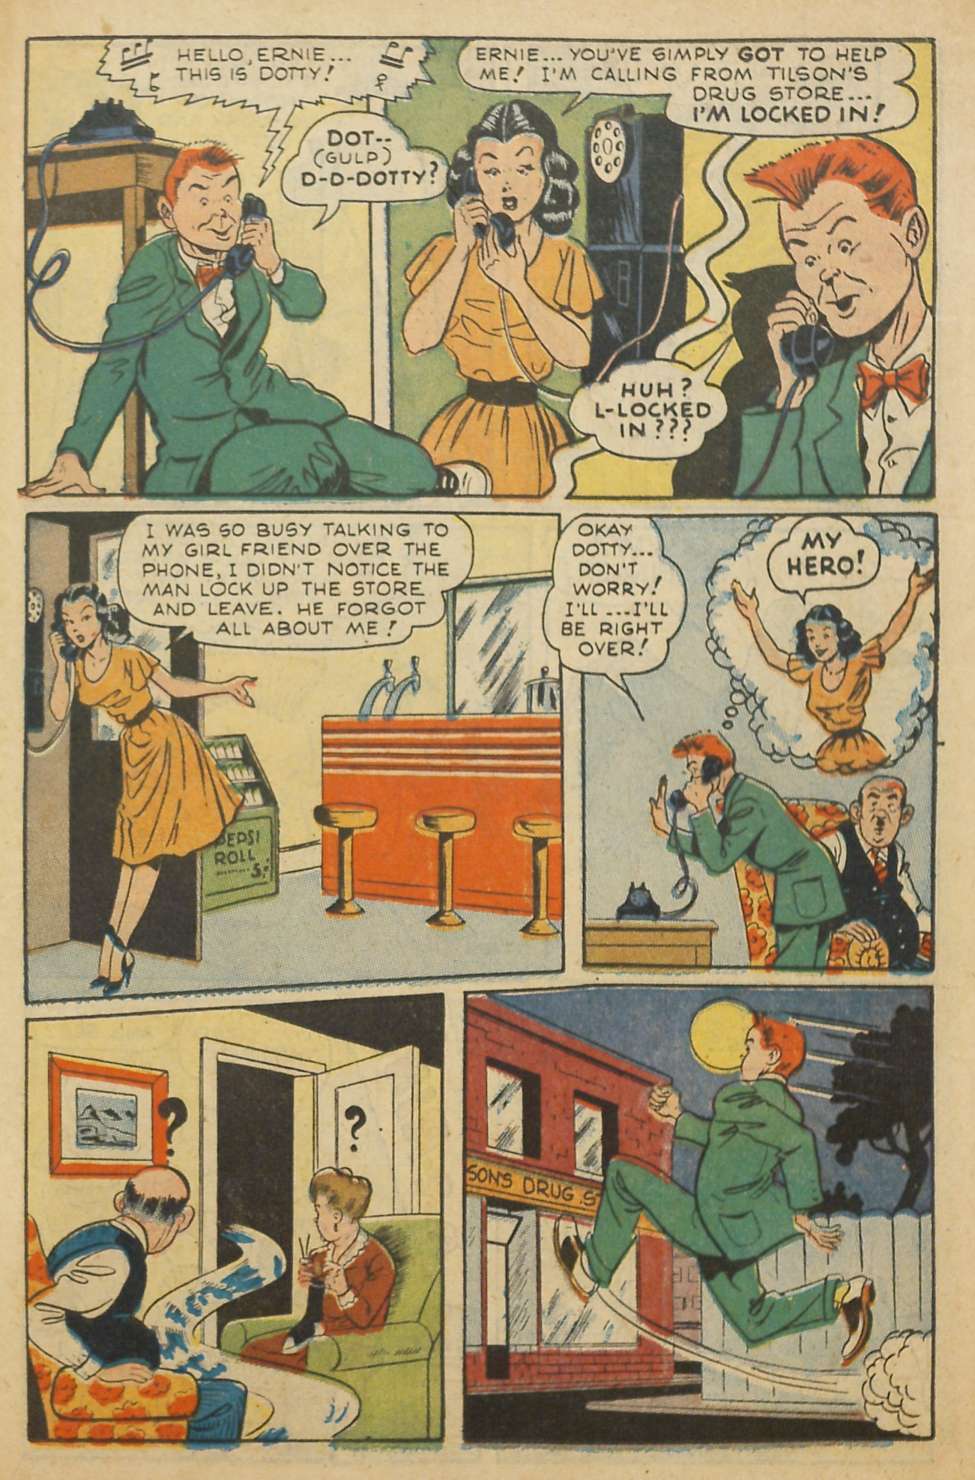 HELLO, ERNIE...
THIS IS DOTTY!
DOT--
(GULP)
D-D-DOTTY?
ERNIE... YOU'VE SIMPLY GOT TO HELP
ME! I'M CALLING FROM TILSON'S
DRUG STORE...
I'M LOCKED IN!
HUH?
L-LOCKED
IN???
I WAS SO BUSY TALKING TO
MY GIRL FRIEND OVER THE
PHONE, I DIDN'T NOTICE THE
MAN LOCK UP THE STORE
AND LEAVE. HE FORGOT
ALL ABOUT ME!
PEPSI
ROLL
5¢
OKAY
DOTTY...
DON'T
WORRY!
I'LL ... I'LL
BE RIGHT
OVER!
MY
HERO!
?
?
SON'S DRUG S